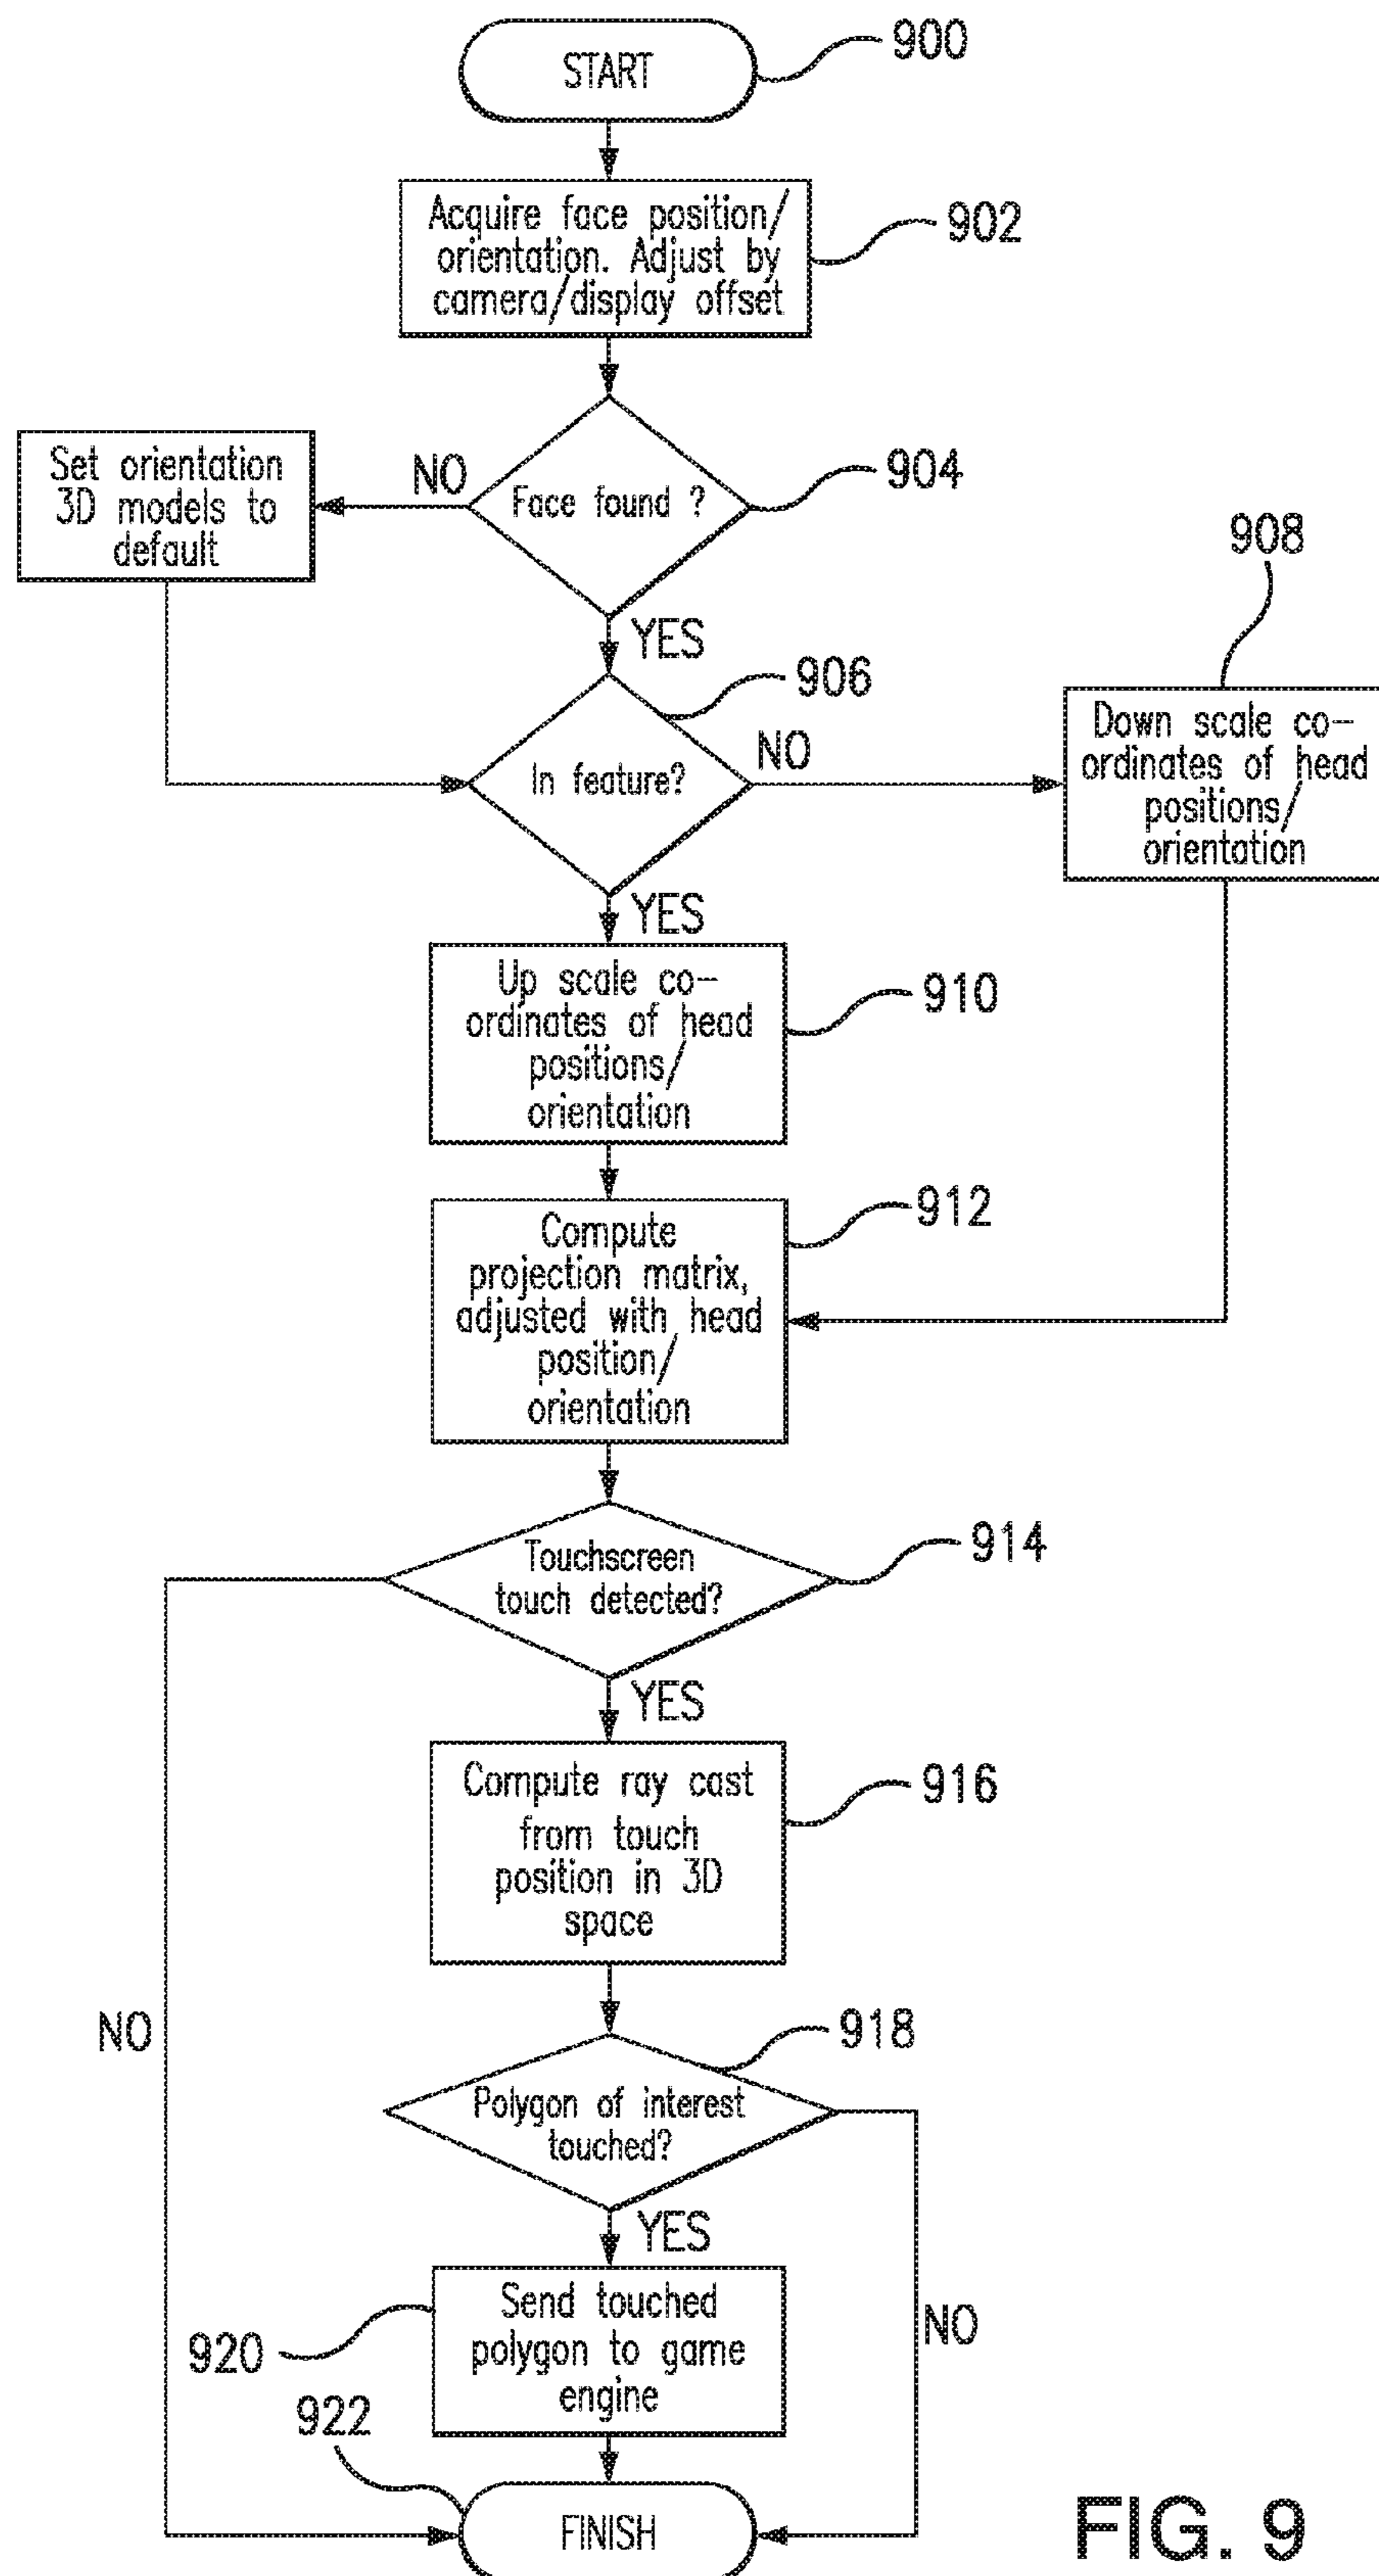 START
900
Acquire face position/
orientation. Adjust by
camera/display offset
902
Set orientation
3D models to
default
NO
Face found ?
904
YES
908
906
In feature?
NO
Down scale co-
ordinates of head
positions/
orientation
YES
Up scale co-
ordinates of head
positions/
orientation
910
Compute
projection matrix,
adjusted with head
position/
orientation
912
Touchscreen
touch detected?
914
YES
Compute ray cast
from touch
position in 3D
space
916
NO
918
Polygon of interest
touched?
YES
Send touched
polygon to game
engine
920
NO
922
FINISH
FIG. 9